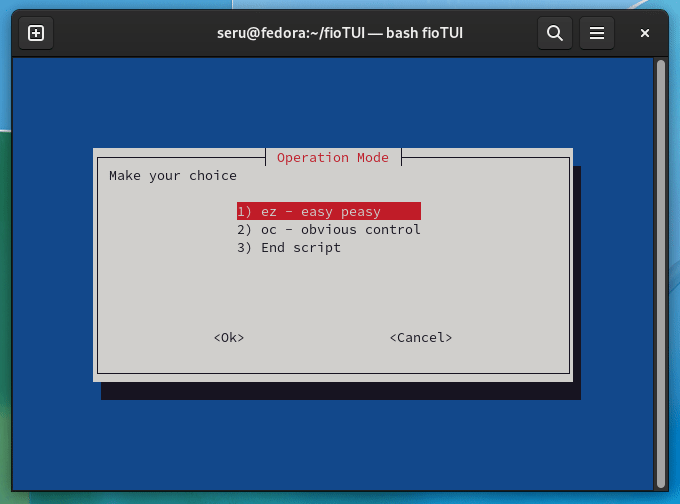 seru@fedora:~/fioTUI — bash fioTUI
Operation Mode
Make your choice
1) ez - easy peasy
2) oc - obvious control
3) End script
<Ok> <Cancel>